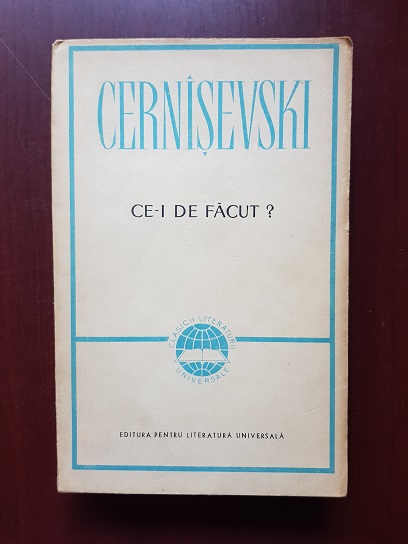 CERNÎȘEVSKI
CE-I DE FĂCUT ?
CLASICII LITERATURII
UNIVERSALE
EDITURA PENTRU LITERATURĂ UNIVERSALĂ